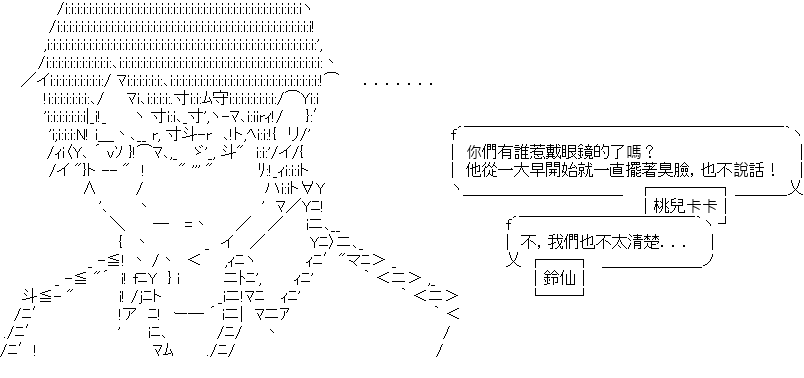 .......
你們有誰惹戴眼鏡的了嗎？
他從一大早開始就一直擺著臭臉，也不說話！
桃兒卡卡
不，我們也不太清楚...
鈴仙